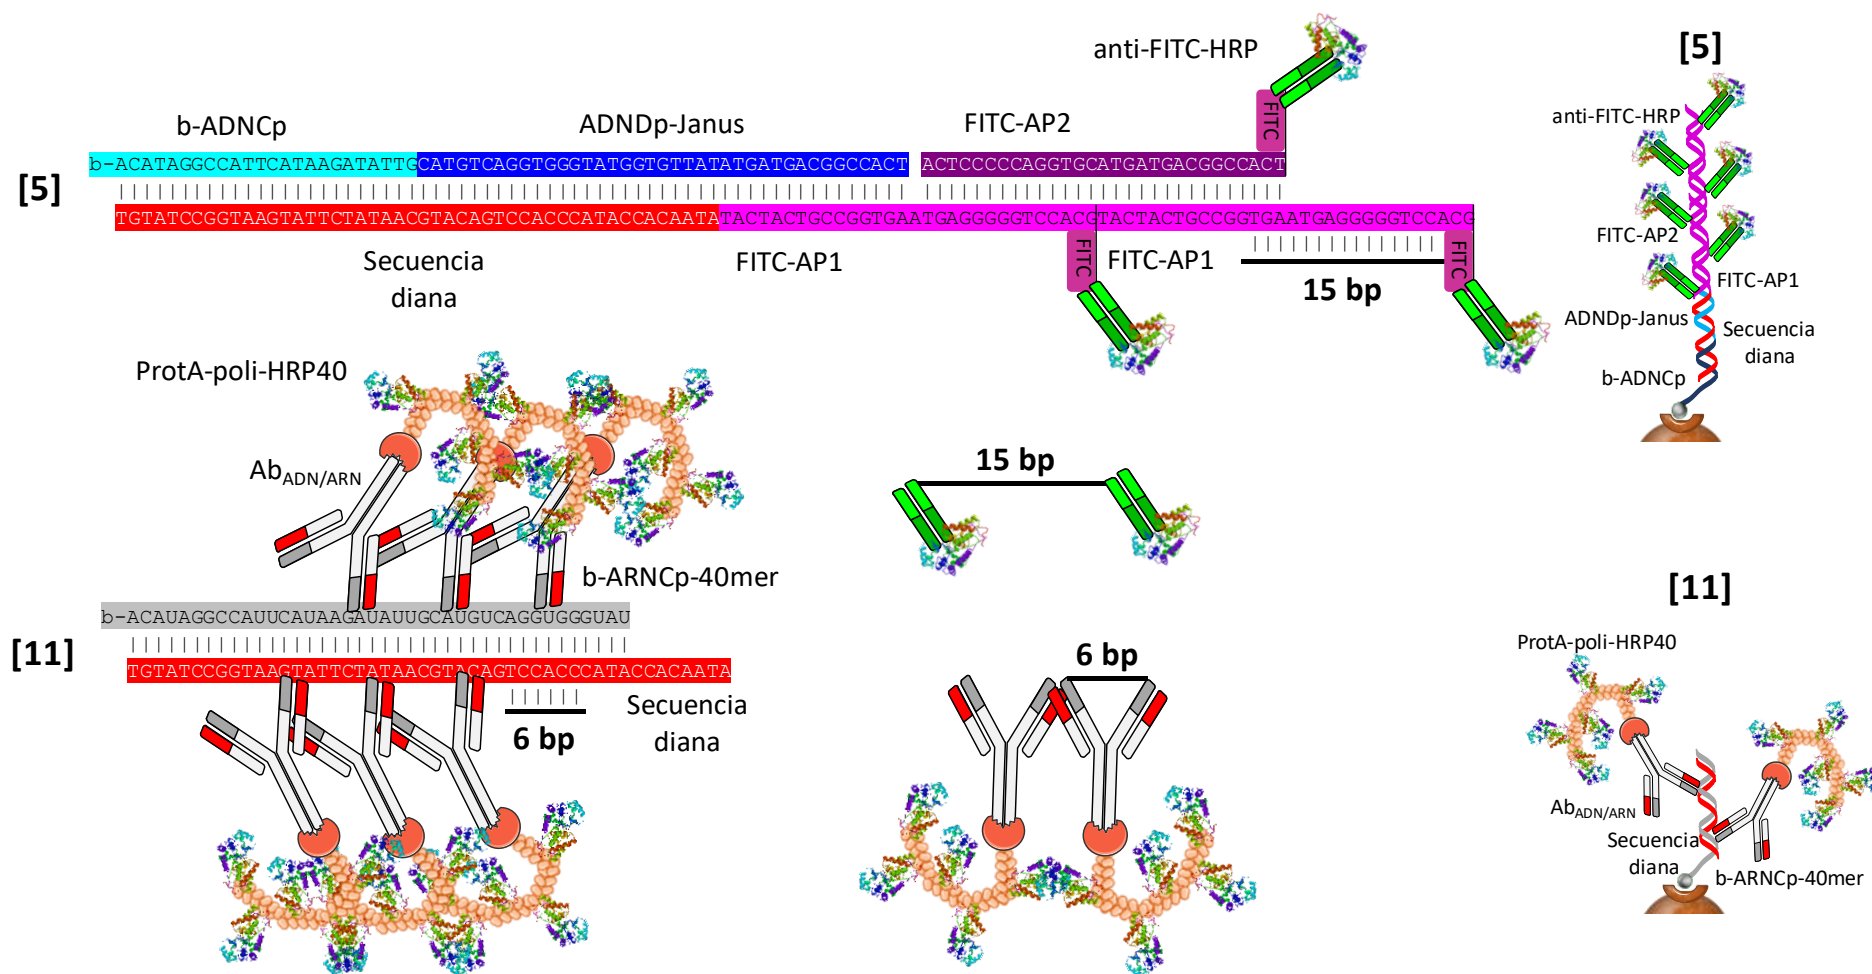 anti-FITC-HRP
b-ADNCp
ADNDp-Janus
FITC-AP2
FITC
[5]
b-ACATAGGCCATTCATAAGATATTGCATGTCAGGTGGGTATGGTGTTATATGATGACGGCCACT ACTCCCCCAGGTGCATGATGACGGCCACT
TGTATCCGGTAAGTATTCTATAACGTACAGTCCACCCATACCACAATATACTACTGCCGGTGAATGAGGGGGTCCACGTACTACTGCCGGTGAATGAGGGGGTCCACG
Secuencia
diana
FITC-AP1
FITC
FITC-AP1
FITC
15 bp
[5]
anti-FITC-HRP
FITC-AP2
FITC-AP1
ADNDp-Janus
Secuencia
diana
b-ADNCp
ProtA-poli-HRP40
AbADN/ARN
b-ARNCp-40mer
[11]
b-ACAUAGGCCAUUCAUAAGAUAUUGCAUGUCAGGUGGGUAU
TGTATCCGGTAAGTATTCTATAACGTACAGTCCACCCATACCACAATA
6 bp
Secuencia
diana
15 bp
6 bp
[11]
ProtA-poli-HRP40
AbADN/ARN
Secuencia
diana
b-ARNCp-40mer